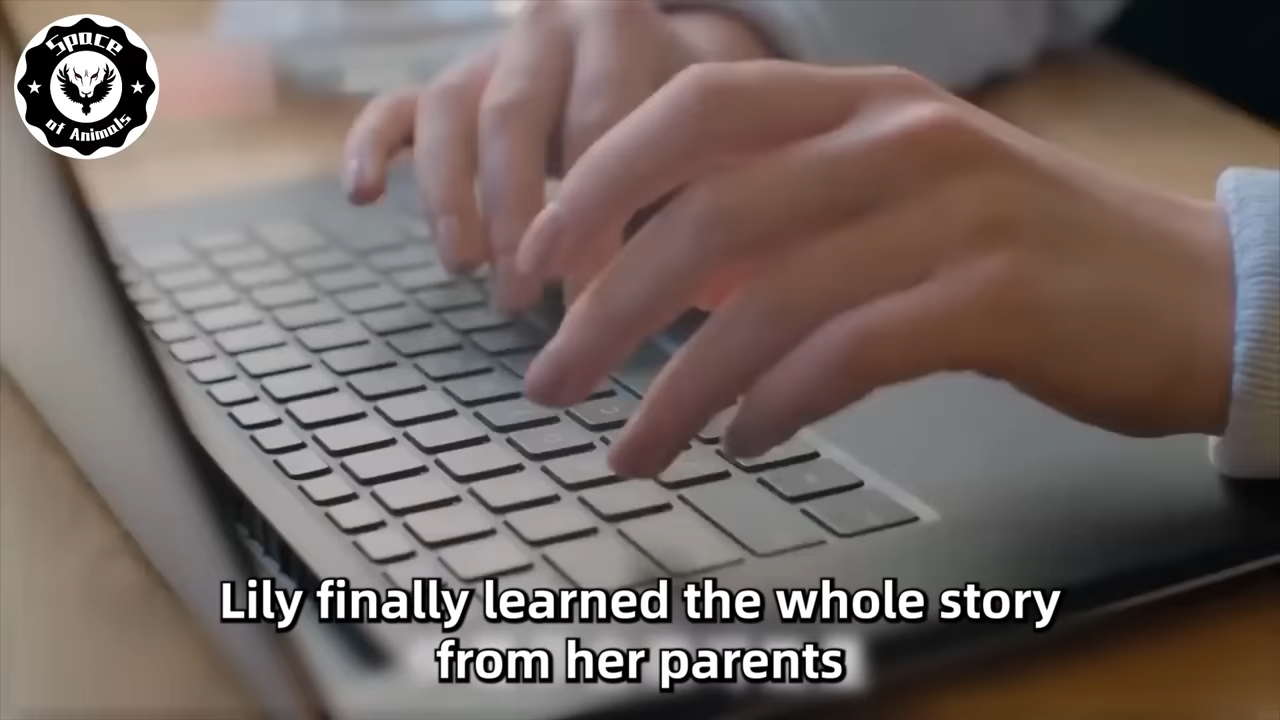 Space
of Animals
Lily finally learned the whole story
from her parents